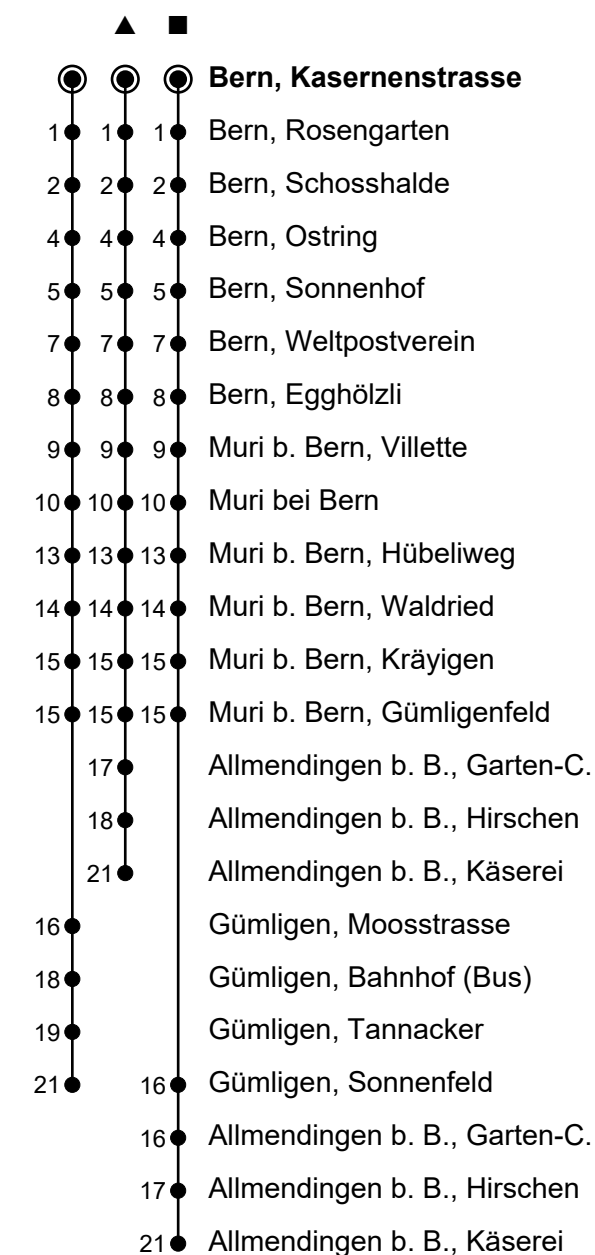 ▲ ■
Bern, Kasernenstrasse
1 1 1 Bern, Rosengarten
2 2 2 Bern, Schosshalde
4 4 4 Bern, Ostring
5 5 5 Bern, Sonnenhof
7 7 7 Bern, Weltpostverein
8 8 8 Bern, Egghölzli
9 9 9 Muri b. Bern, Villette
10 10 10 Muri bei Bern
13 13 13 Muri b. Bern, Hübeliweg
14 14 14 Muri b. Bern, Waldried
15 15 15 Muri b. Bern, Kräyigen
15 15 15 Muri b. Bern, Gümligenfeld
17 Allmendingen b. B., Garten-C.
18 Allmendingen b. B., Hirschen
21 Allmendingen b. B., Käserei
16 Gümligen, Moosstrasse
18 Gümligen, Bahnhof (Bus)
19 Gümligen, Tannacker
21 16 Gümligen, Sonnenfeld
16 Allmendingen b. B., Garten-C.
17 Allmendingen b. B., Hirschen
21 Allmendingen b. B., Käserei